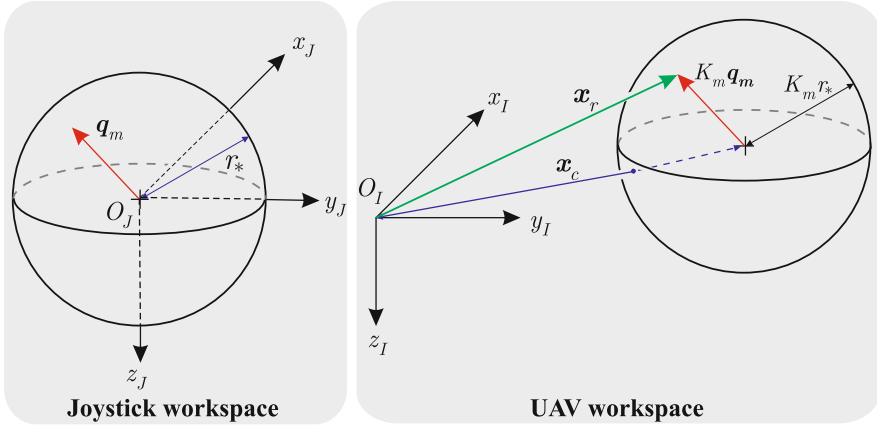 x_J
q_m
r_*
O_J
y_J
z_J
Joystick workspace
x_I
x_r
K_m q_m
K_m r_*
x_c
O_I
y_I
z_I
UAV workspace